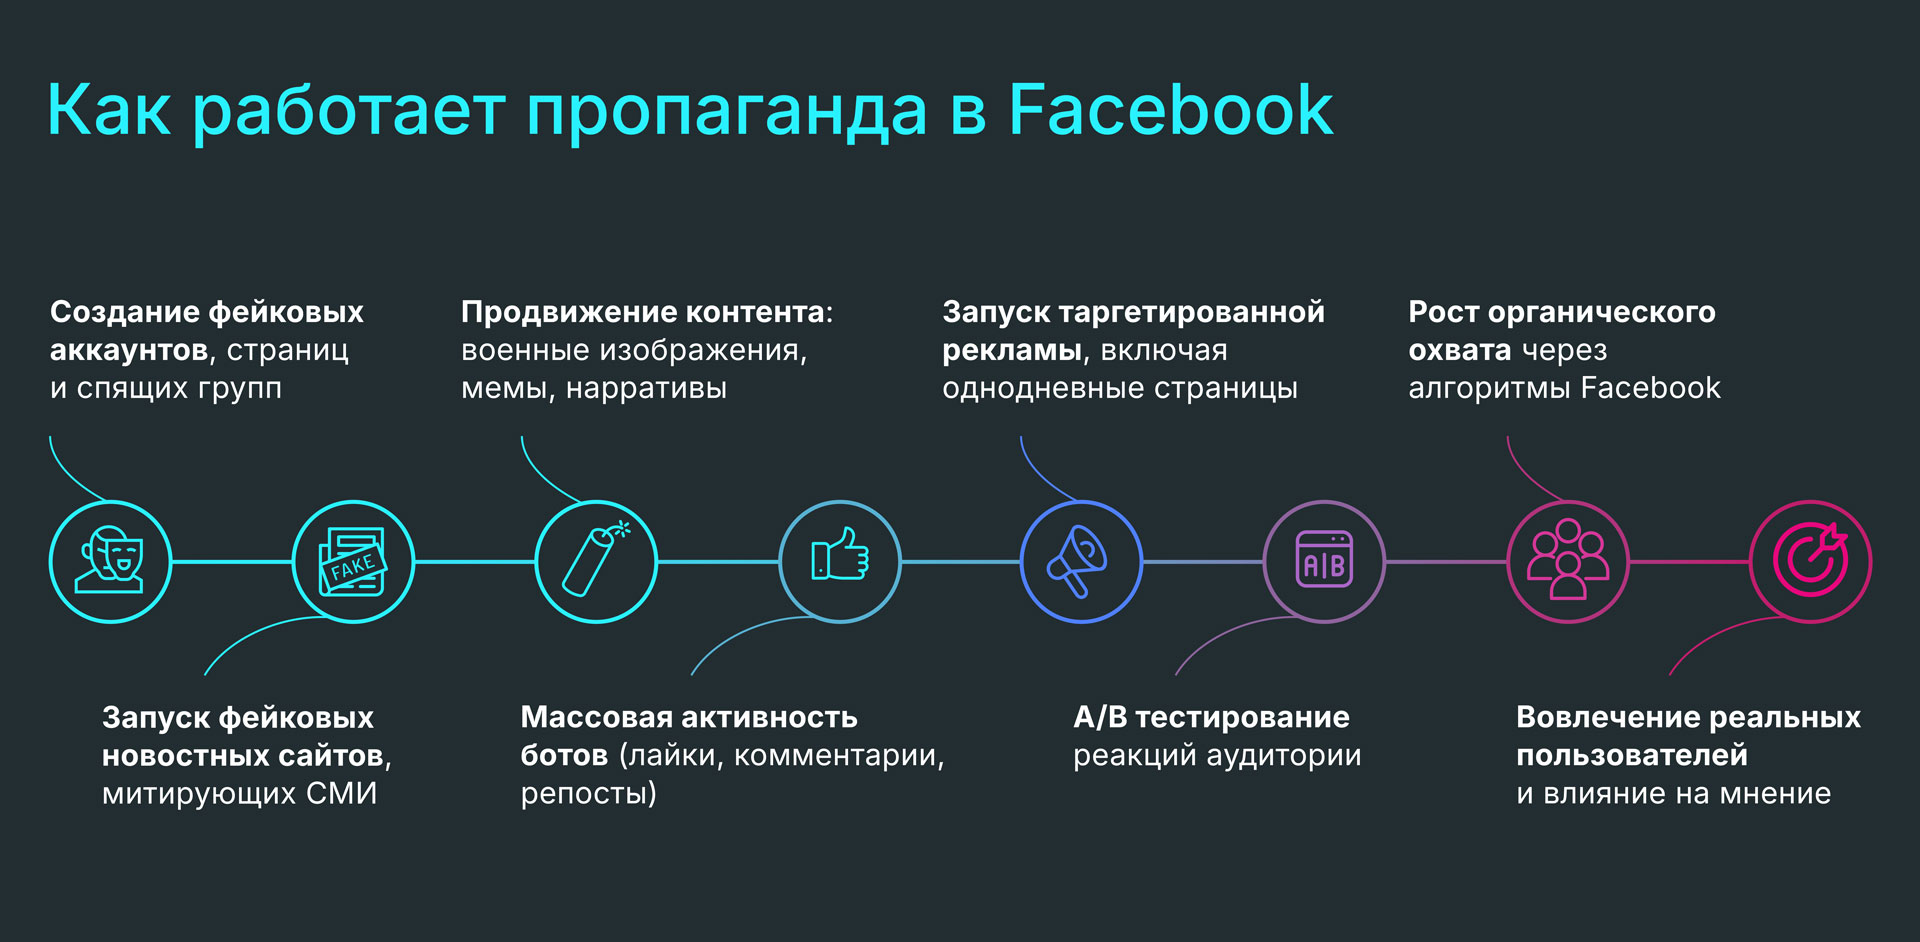 Как работает пропаганда в Facebook
Создание фейковых
аккаунтов, страниц
и спящих групп
Продвижение контента:
военные изображения,
мемы, нарративы
Запуск таргетированной
рекламы, включая
однодневные страницы
Рост органического
охвата через
алгоритмы Facebook
FAKE
A|B
Запуск фейковых
новостных сайтов,
митирующих СМИ
Массовая активность
ботов (лайки, комментарии,
репосты)
A/B тестирование
реакций аудитории
Вовлечение реальных
пользователей
и влияние на мнение